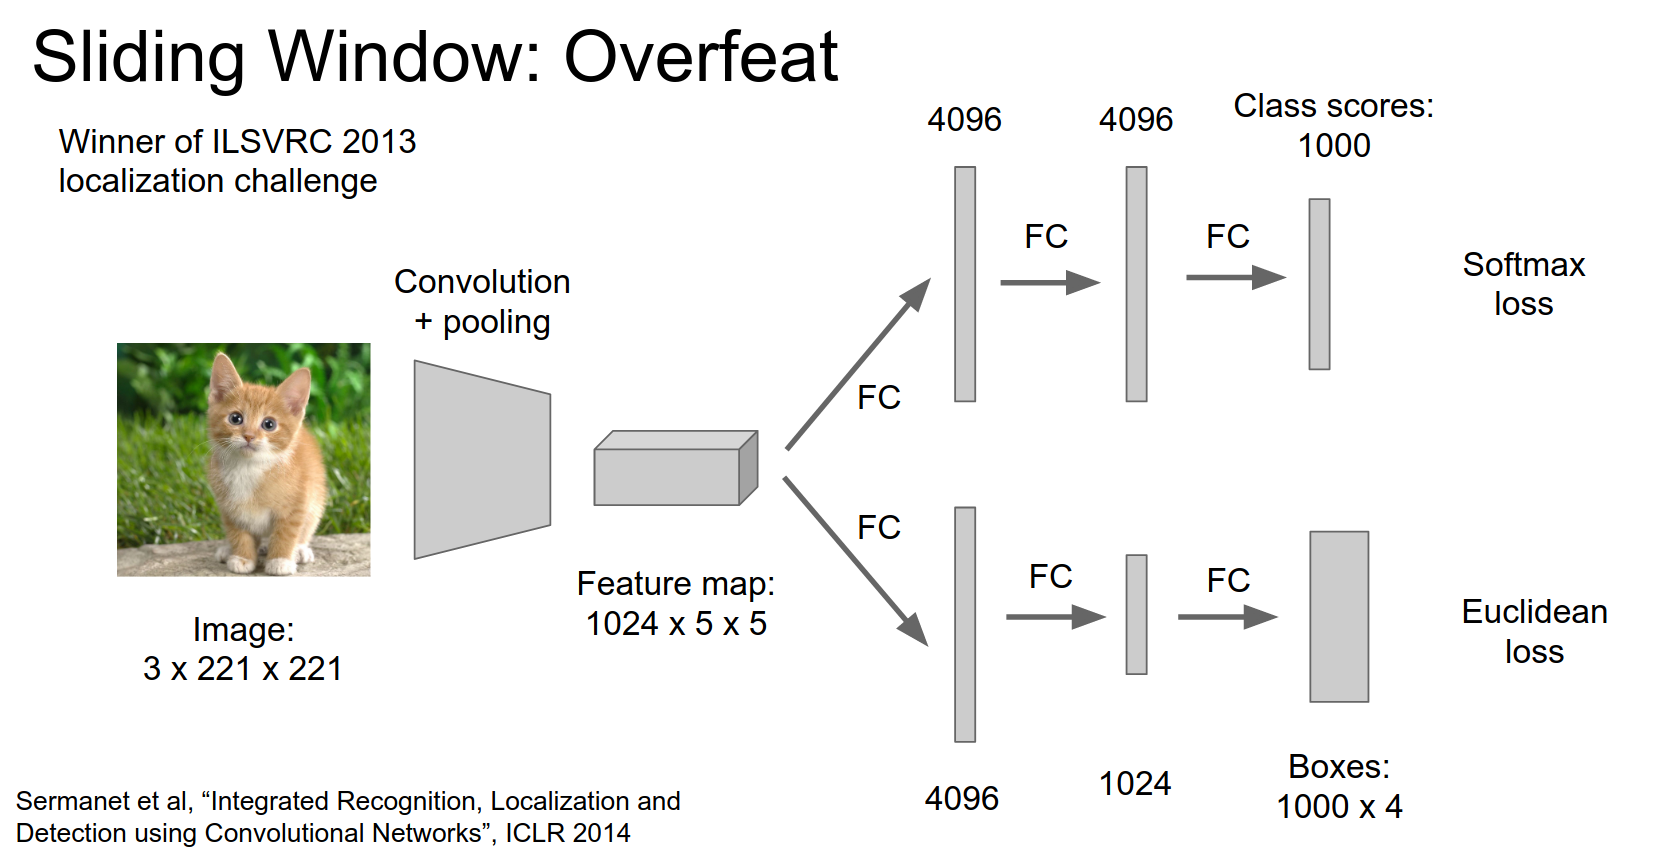 Sliding Window: Overfeat
Winner of ILSVRC 2013
localization challenge
Convolution
+ pooling
Image:
3 x 221 x 221
Feature map:
1024 x 5 x 5
FC
4096
FC
4096
FC
Class scores:
1000
Softmax
loss
FC
4096
FC
1024
FC
Boxes:
1000 x 4
Euclidean
loss
Sermanet et al, “Integrated Recognition, Localization and
Detection using Convolutional Networks”, ICLR 2014